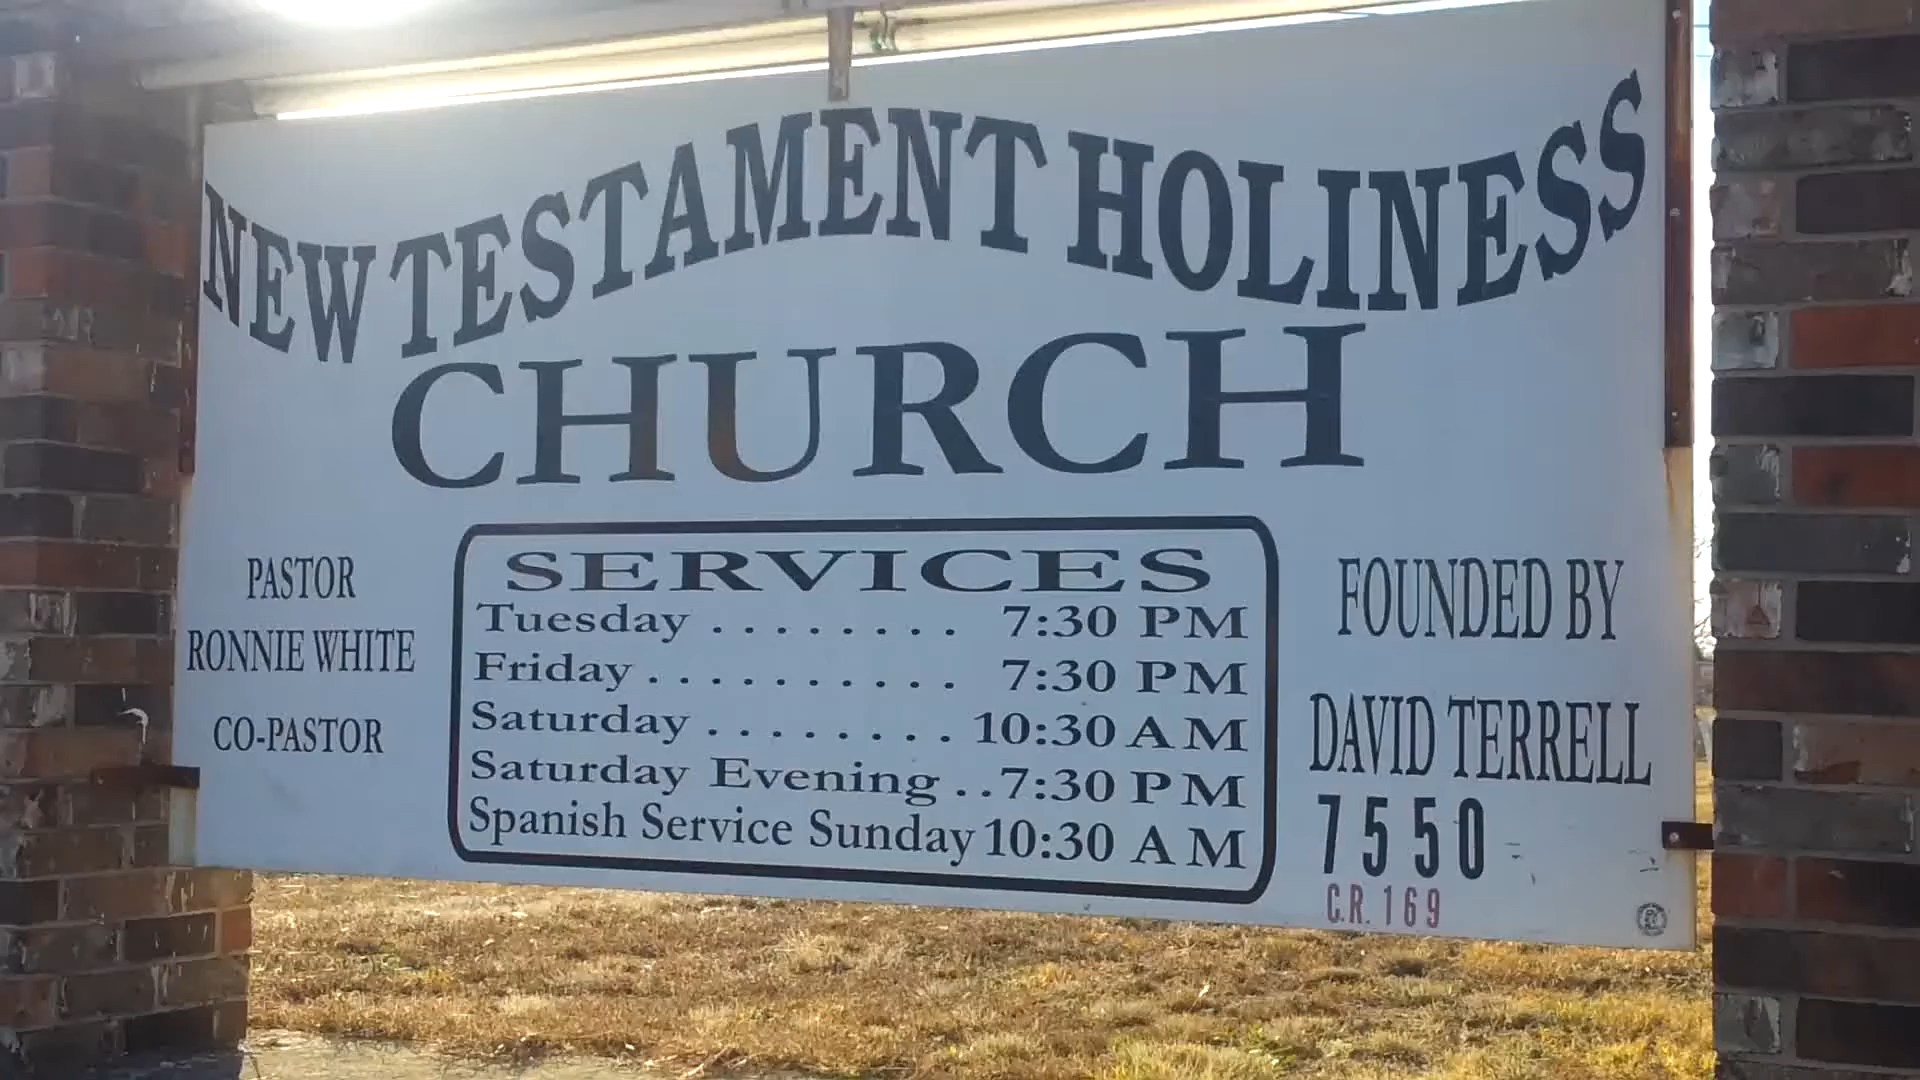 NEW TESTAMENT HOLINESS
CHURCH
PASTOR
RONNIE WHITE
CO-PASTOR
SERVICES
Tuesday ........ 7:30 PM
Friday .......... 7:30 PM
Saturday ........ 10:30 AM
Saturday Evening .. 7:30 PM
Spanish Service Sunday 10:30 AM
FOUNDED BY
DAVID TERRELL
7550
C.R. 169